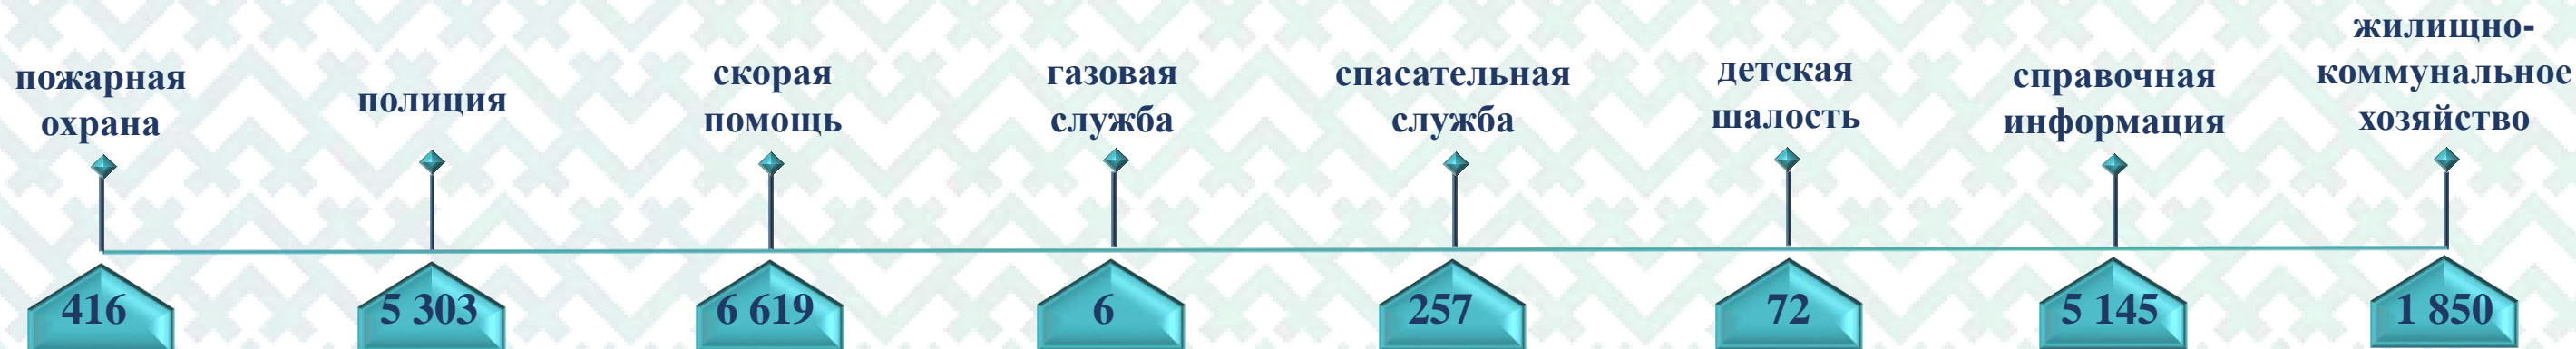 пожарная
охрана
полиция
скорая
помощь
газовая
служба
спасательная
служба
детская
шалость
справочная
информация
жилищно-
коммунальное
хозяйство
416
5 303
6 619
6
257
72
5 145
1 850